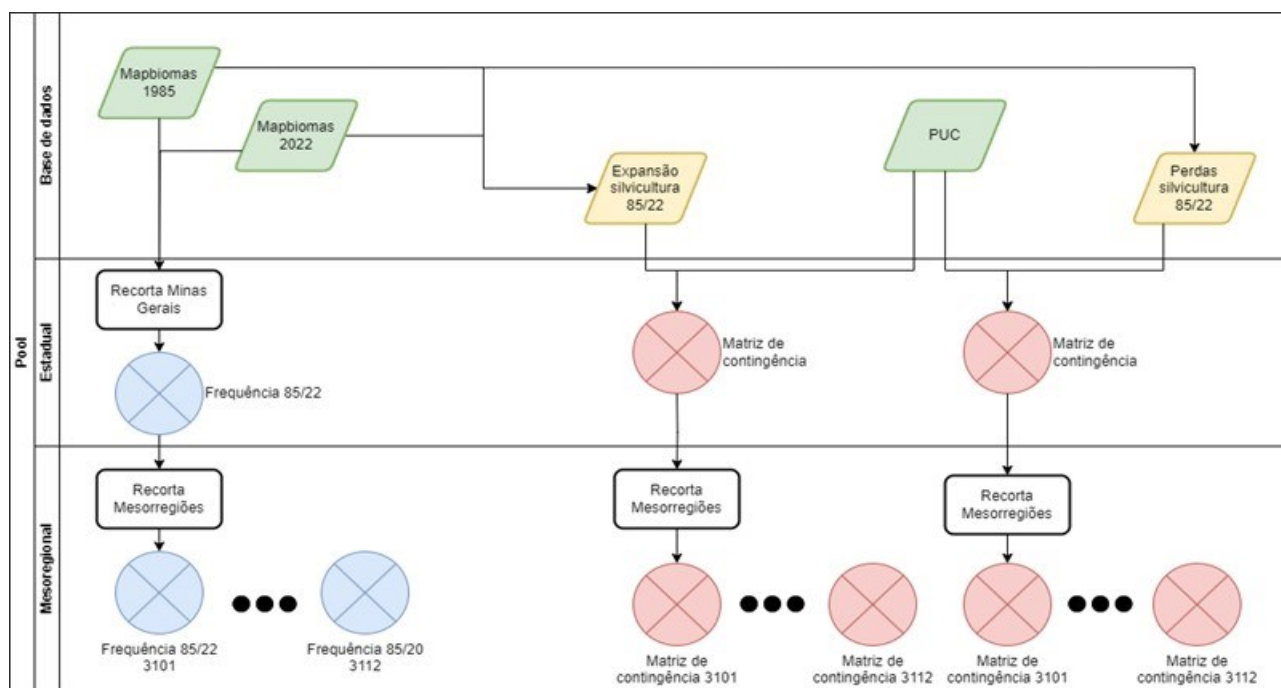 Pool
Base de dados
Mapbiomas
1985
Mapbiomas
2022
PUC
Expansão
silvicultura
85/22
Perdas
silvicultura
85/22
Estadual
Recorta Minas
Gerais
Frequência 85/22
Matriz de
contingência
Matriz de
contingência
Mesoregional
Recorta
Mesorregiões
Recorta
Mesorregiões
Recorta
Mesorregiões
Frequência 85/22
3101
Frequência 85/20
3112
Matriz de
contingência 3101
Matriz de
contingência 3112
Matriz de
contingência 3101
Matriz de
contingência 3112